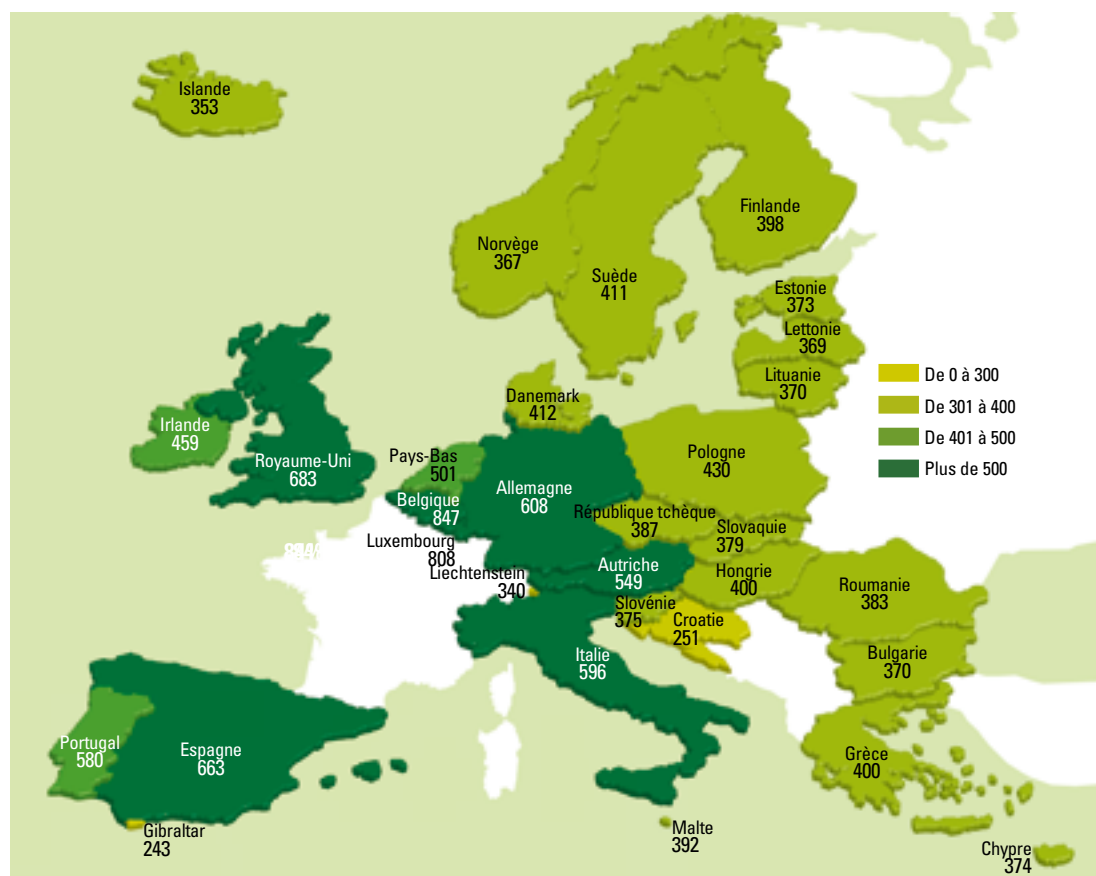 Islande
353
Finlande
398
Norvège
367
Suède
411
Estonie
373
Lettonie
369
Lituanie
370
De 0 à 300
De 301 à 400
De 401 à 500
Plus de 500
Danemark
412
Irlande
459
Royaume-Uni
683
Pays-Bas
501
Pologne
430
Allemagne
608
Belgique
847
République tchèque
387
Slovaquie
379
Luxembourg
808
Liechtenstein
340
Autriche
549
Hongrie
400
Roumanie
383
Slovénie
375
Croatie
251
Italie
596
Bulgarie
370
Portugal
580
Espagne
663
Grèce
400
Gibraltar
243
Malte
392
Chypre
374